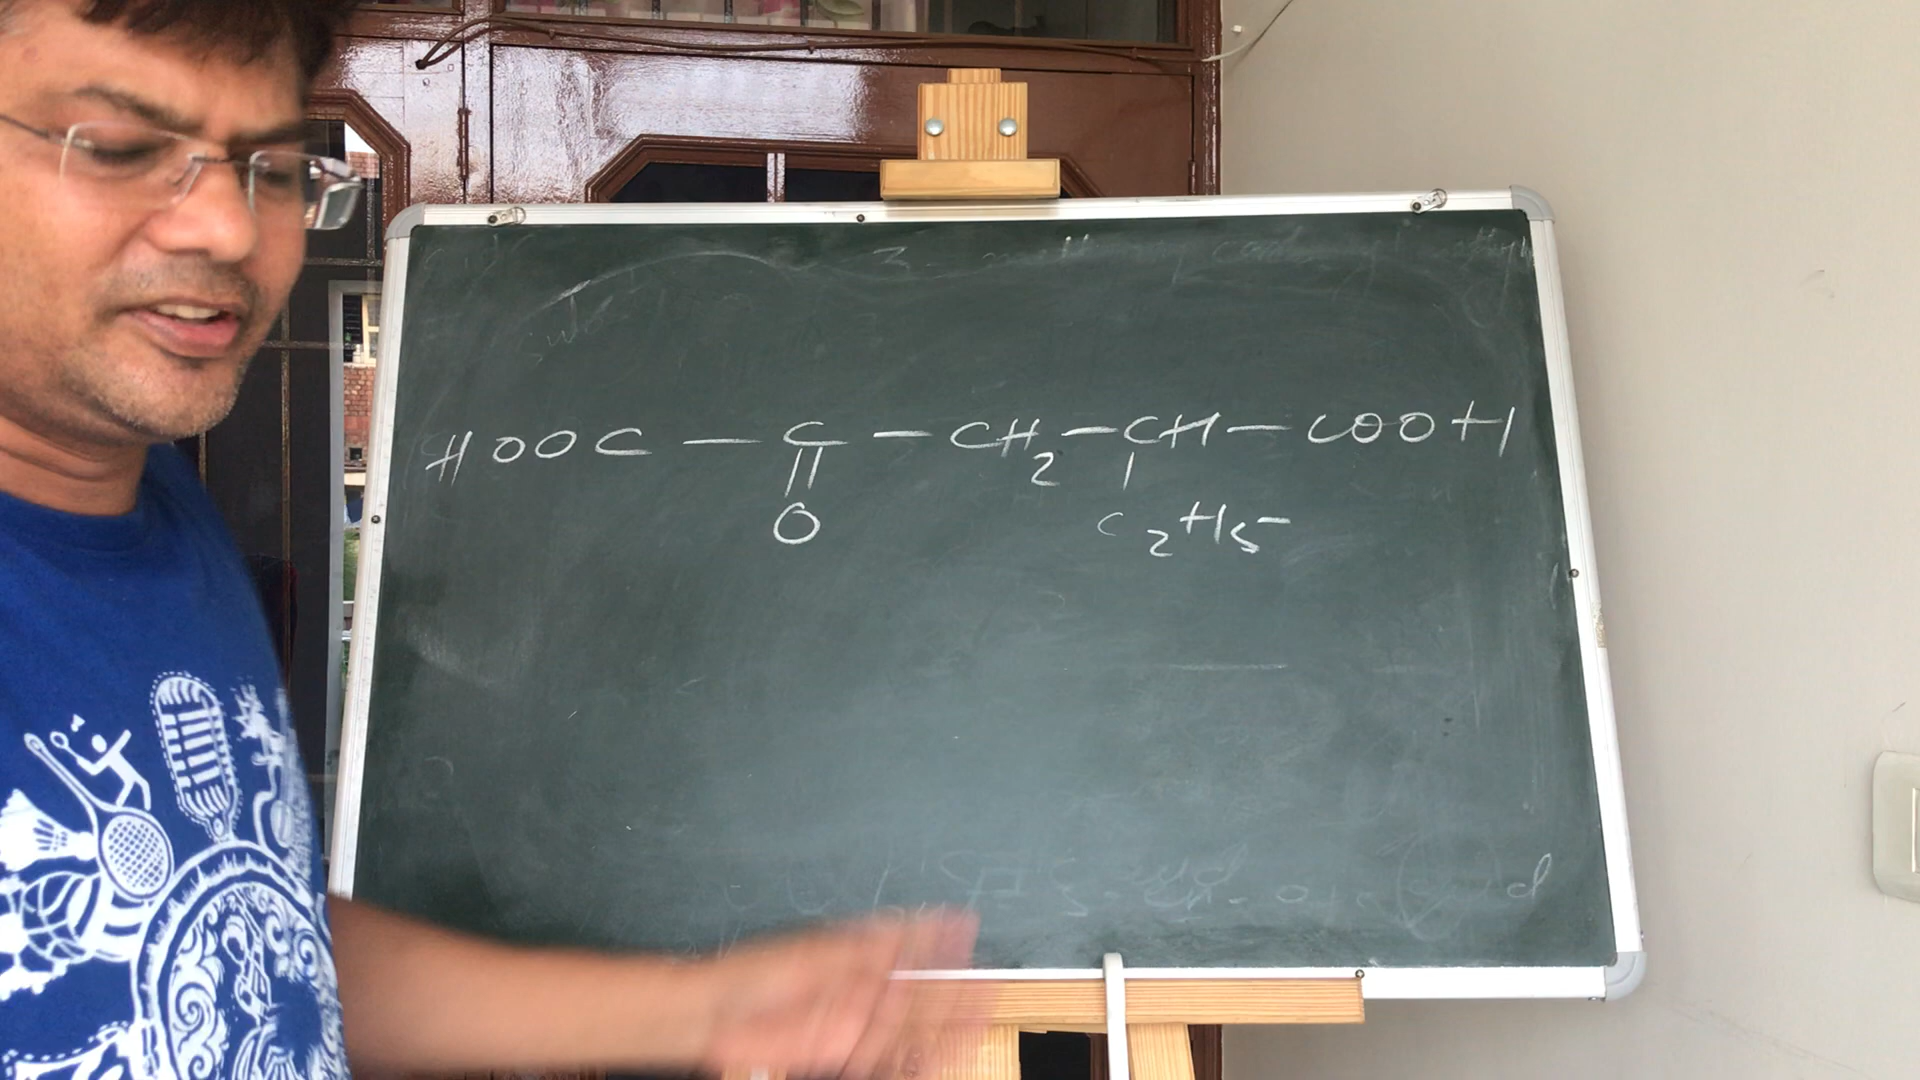 HOOC — C — CH2 — CH — COOH
|| |
O C2H5